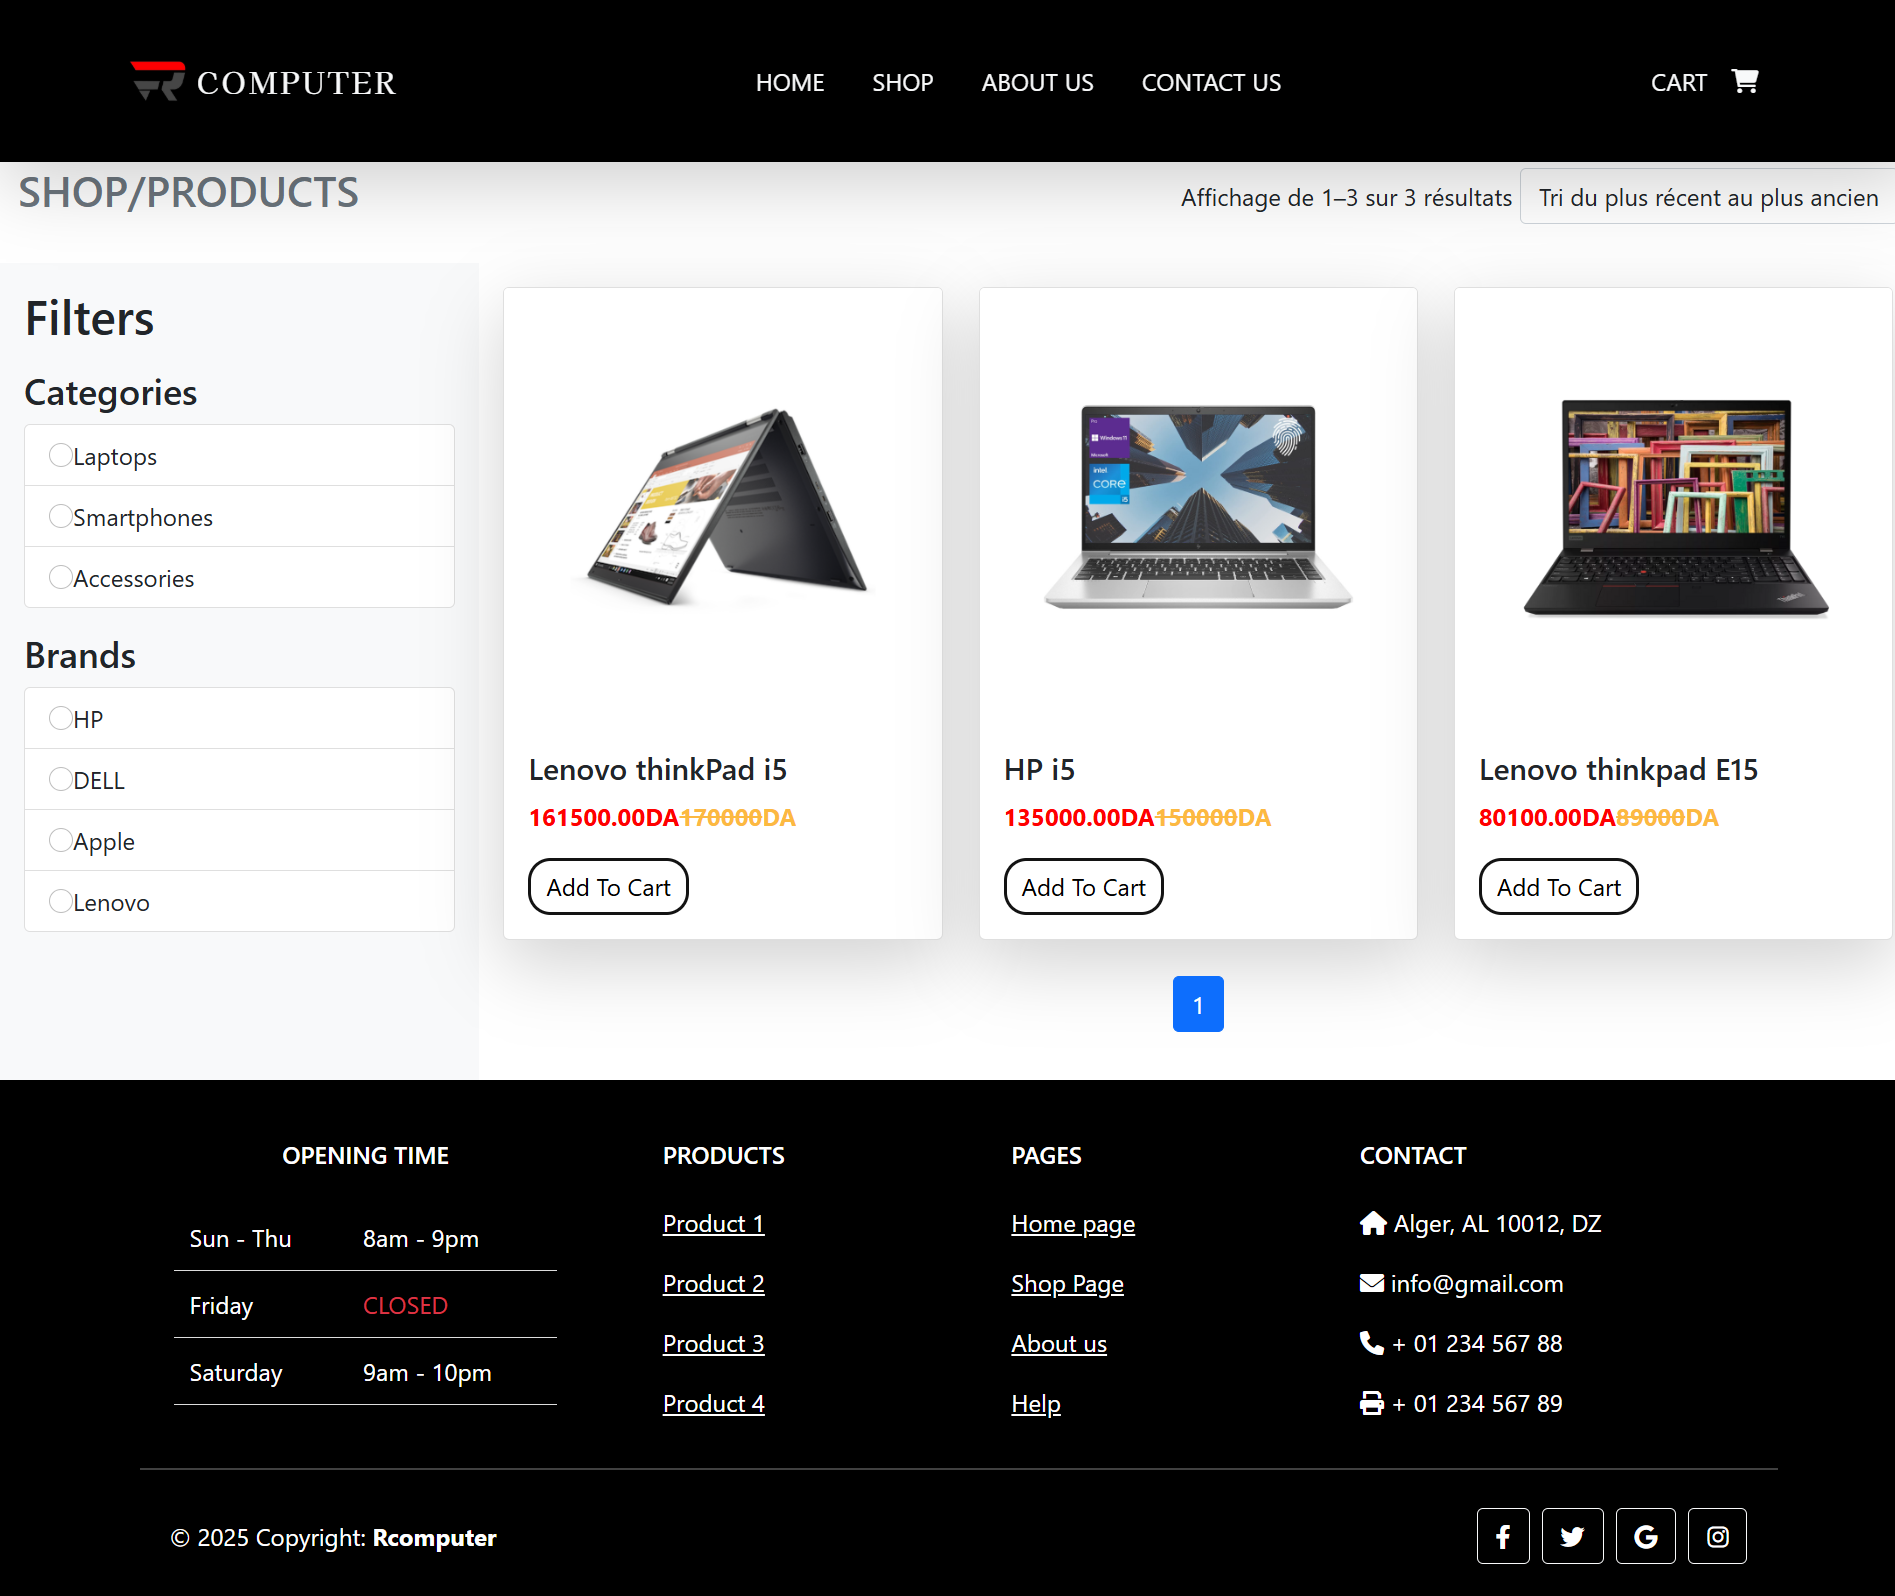 COMPUTER
HOME SHOP ABOUT US CONTACT US CART
SHOP/PRODUCTS
Affichage de 1–3 sur 3 résultats Tri du plus récent au plus ancien
Filters
Categories
Laptops
Smartphones
Accessories
Brands
HP
DELL
Apple
Lenovo
Windows 11
intel
CORE
i5
Lenovo thinkPad i5
161500.00DA170000DA
Add To Cart
HP i5
135000.00DA150000DA
Add To Cart
Lenovo thinkpad E15
80100.00DA89000DA
Add To Cart
1
OPENING TIME
Sun - Thu 8am - 9pm
Friday CLOSED
Saturday 9am - 10pm
PRODUCTS
Product 1
Product 2
Product 3
Product 4
PAGES
Home page
Shop Page
About us
Help
CONTACT
Alger, AL 10012, DZ
info@gmail.com
+ 01 234 567 88
+ 01 234 567 89
© 2025 Copyright: Rcomputer